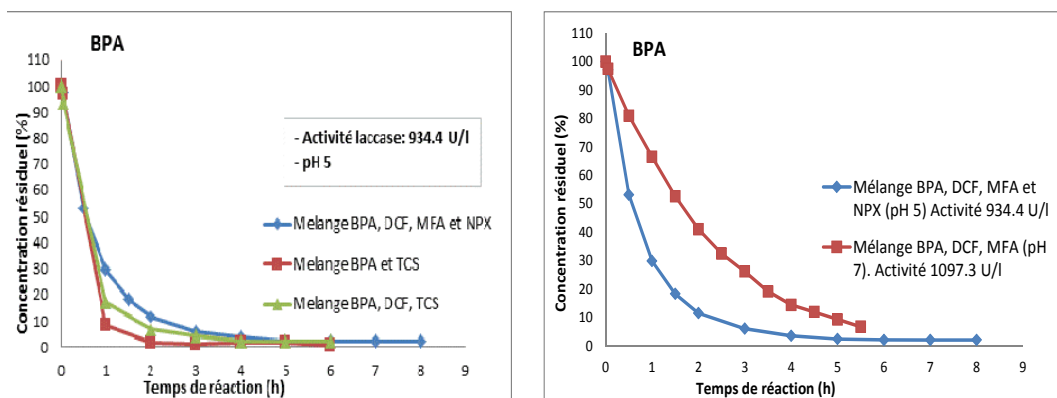 BPA
Concentration résiduel (%)
110
100
90
80
70
60
50
40
30
20
10
0
- Activité laccase: 934.4 U/l
- pH 5
Melange BPA, DCF, MFA et NPX
Melange BPA et TCS
Melange BPA, DCF, TCS
0 1 2 3 4 5 6 7 8 9
Temps de réaction (h)
BPA
Concentration résiduel (%)
110
100
90
80
70
60
50
40
30
20
10
0
Mélange BPA, DCF, MFA et
NPX (pH 5) Activité 934.4 U/l
Mélange BPA, DCF, MFA (pH
7). Activité 1097.3 U/l
0 1 2 3 4 5 6 7 8 9
Temps de réaction (h)